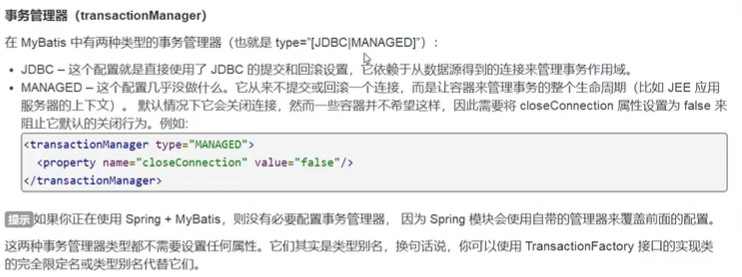 事务管理器（transactionManager）
在 MyBatis 中有两种类型的事务管理器（也就是 type="[JDBC|MANAGED]"）：
• JDBC – 这个配置就是直接使用了 JDBC 的提交和回滚设置，它依赖于从数据源得到的连接来管理事务作用域。
• MANAGED – 这个配置几乎没做什么。它从来不提交或回滚一个连接，而是让容器来管理事务的整个生命周期（比如 JEE 应用
服务器的上下文）。 默认情况下它会关闭连接，然而一些容器并不希望这样，因此需要将 closeConnection 属性设置为 false 来
阻止它默认的关闭行为。例如:
<transactionManager type="MANAGED">
<property name="closeConnection" value="false"/>
</transactionManager>
提示如果你正在使用 Spring + MyBatis，则没有必要配置事务管理器， 因为 Spring 模块会使用自带的管理器来覆盖前面的配置。
这两种事务管理器类型都不需要设置任何属性。它们其实是类型别名，换句话说，你可以使用 TransactionFactory 接口的实现类
的完全限定名或类型别名代替它们。